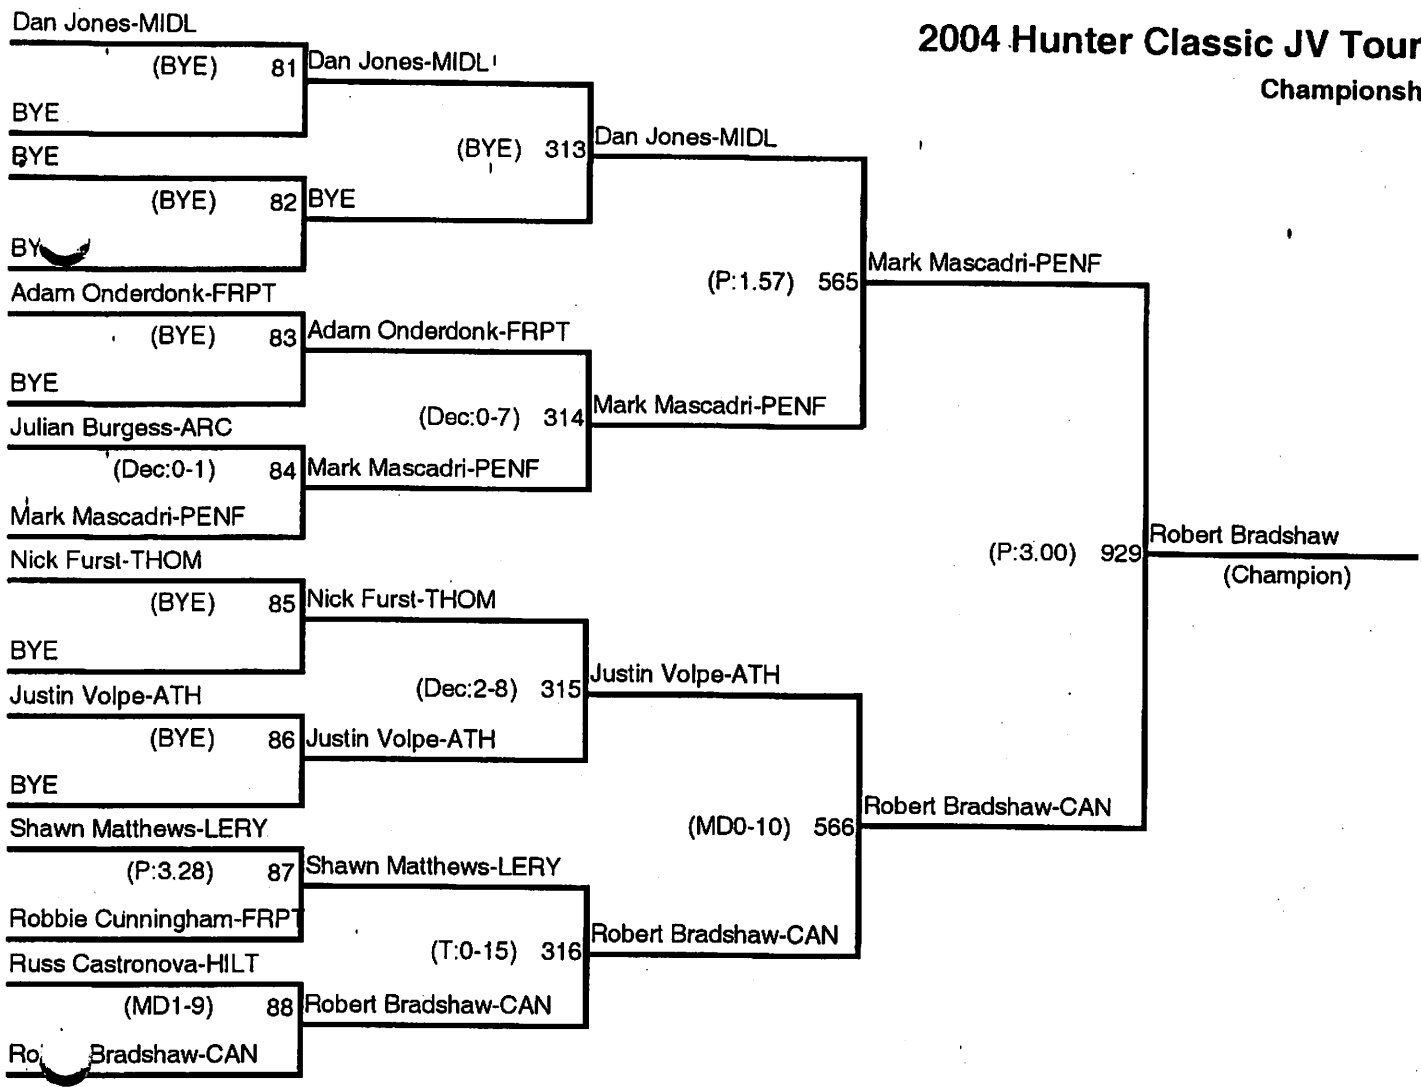 2004 Hunter Classic JV Tour
Championsh
Dan Jones-MIDL
(BYE) 81
BYE
BYE
(BYE) 82
BY
Adam Onderdonk-FRPT
(BYE) 83
BYE
Julian Burgess-ARC
(Dec:0-1) 84
Mark Mascadri-PENF
Nick Furst-THOM
(BYE) 85
BYE
Justin Volpe-ATH
(BYE) 86
BYE
Shawn Matthews-LERY
(P:3.28) 87
Robbie Cunningham-FRPT
Russ Castronova-HILT
(MD1-9) 88
Ro Bradshaw-CAN
Dan Jones-MIDL
(BYE) 313
BYE
Adam Onderdonk-FRPT
(Dec:0-7) 314
Mark Mascadri-PENF
Nick Furst-THOM
(Dec:2-8) 315
Justin Volpe-ATH
Shawn Matthews-LERY
(T:0-15) 316
Robert Bradshaw-CAN
Dan Jones-MIDL
(P:1.57) 565
Mark Mascadri-PENF
Justin Volpe-ATH
(MD0-10) 566
Robert Bradshaw-CAN
Mark Mascadri-PENF
(P:3.00) 929
Robert Bradshaw-CAN
Robert Bradshaw
(Champion)